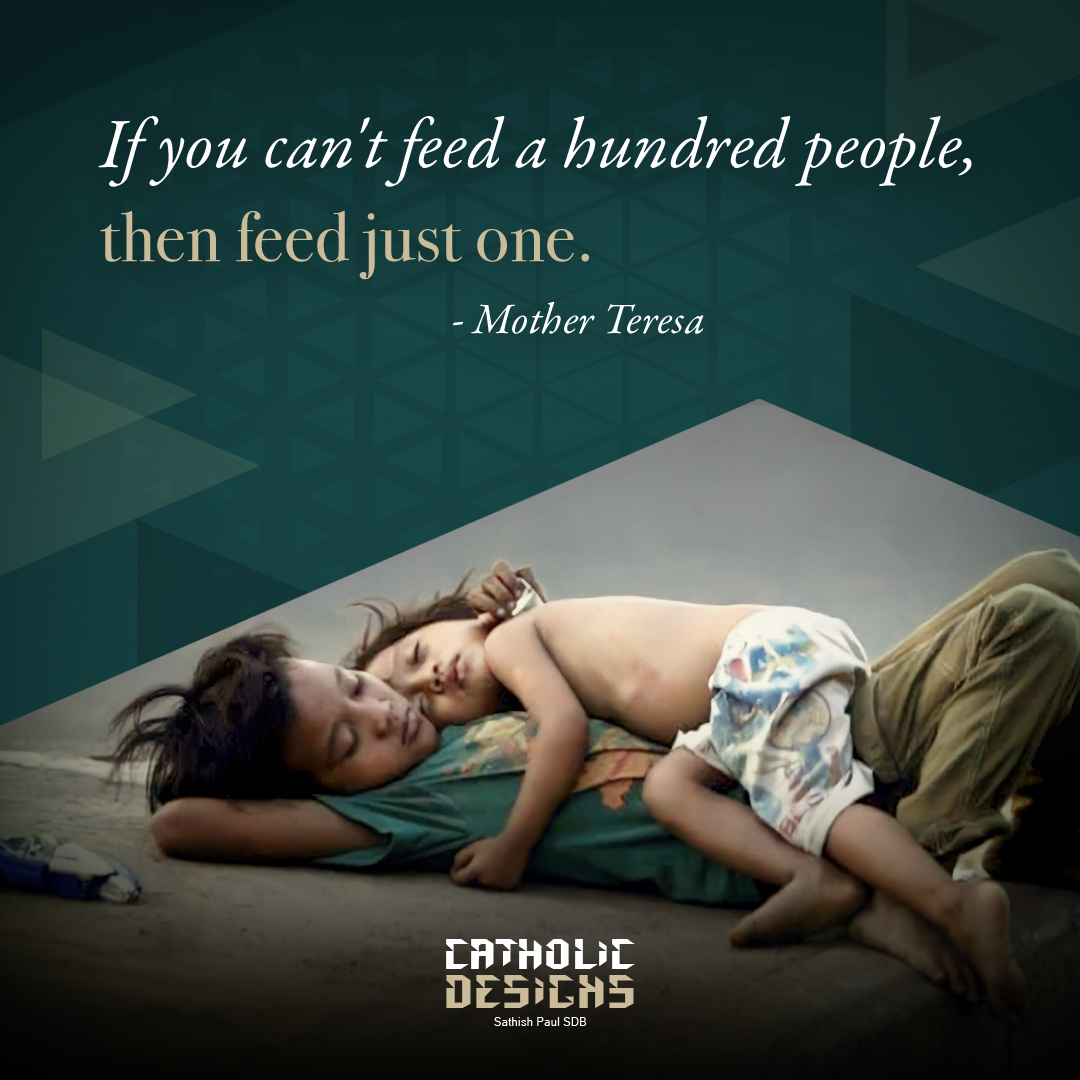 If you can't feed a hundred people,
then feed just one.
- Mother Teresa
CATHOLIC
DESIGNS
Sathish Paul SDB